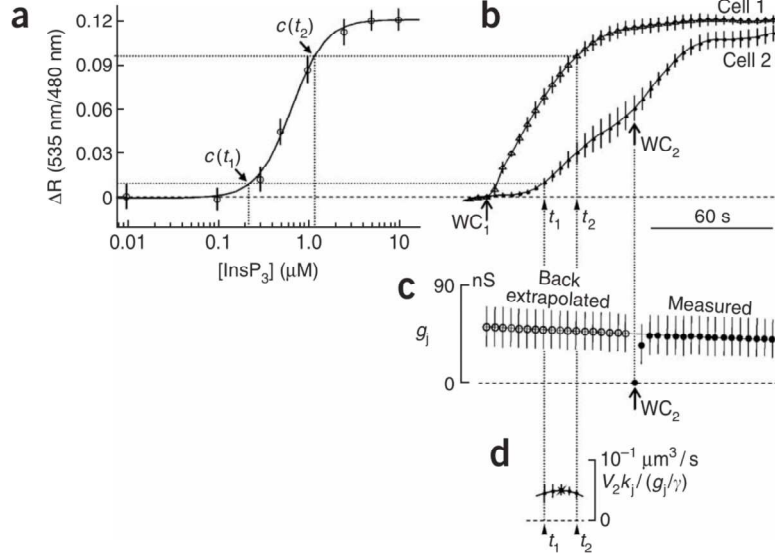 a
0.12
0.09
0.06
0.03
0
ΔR (535 nm/480 nm)
c(t₂)
c(t₁)
0.01
0.1
1.0
10
[InsP₃] (μM)
b
Cell 1
Cell 2
WC₁
WC₂
t₁
t₂
60 s
c
90
nS
Back
extrapolated
Measured
gⱼ
0
WC₂
d
10⁻¹ μm³/s
V₂kⱼ/(gⱼ/γ)
0
t₁
t₂